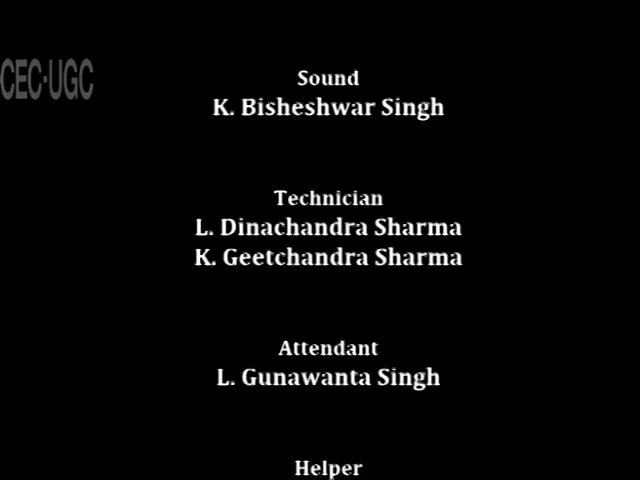 CEC-UGC
Sound
K. Bisheshwar Singh
Technician
L. Dinachandra Sharma
K. Geetchandra Sharma
Attendant
L. Gunawanta Singh
Helper